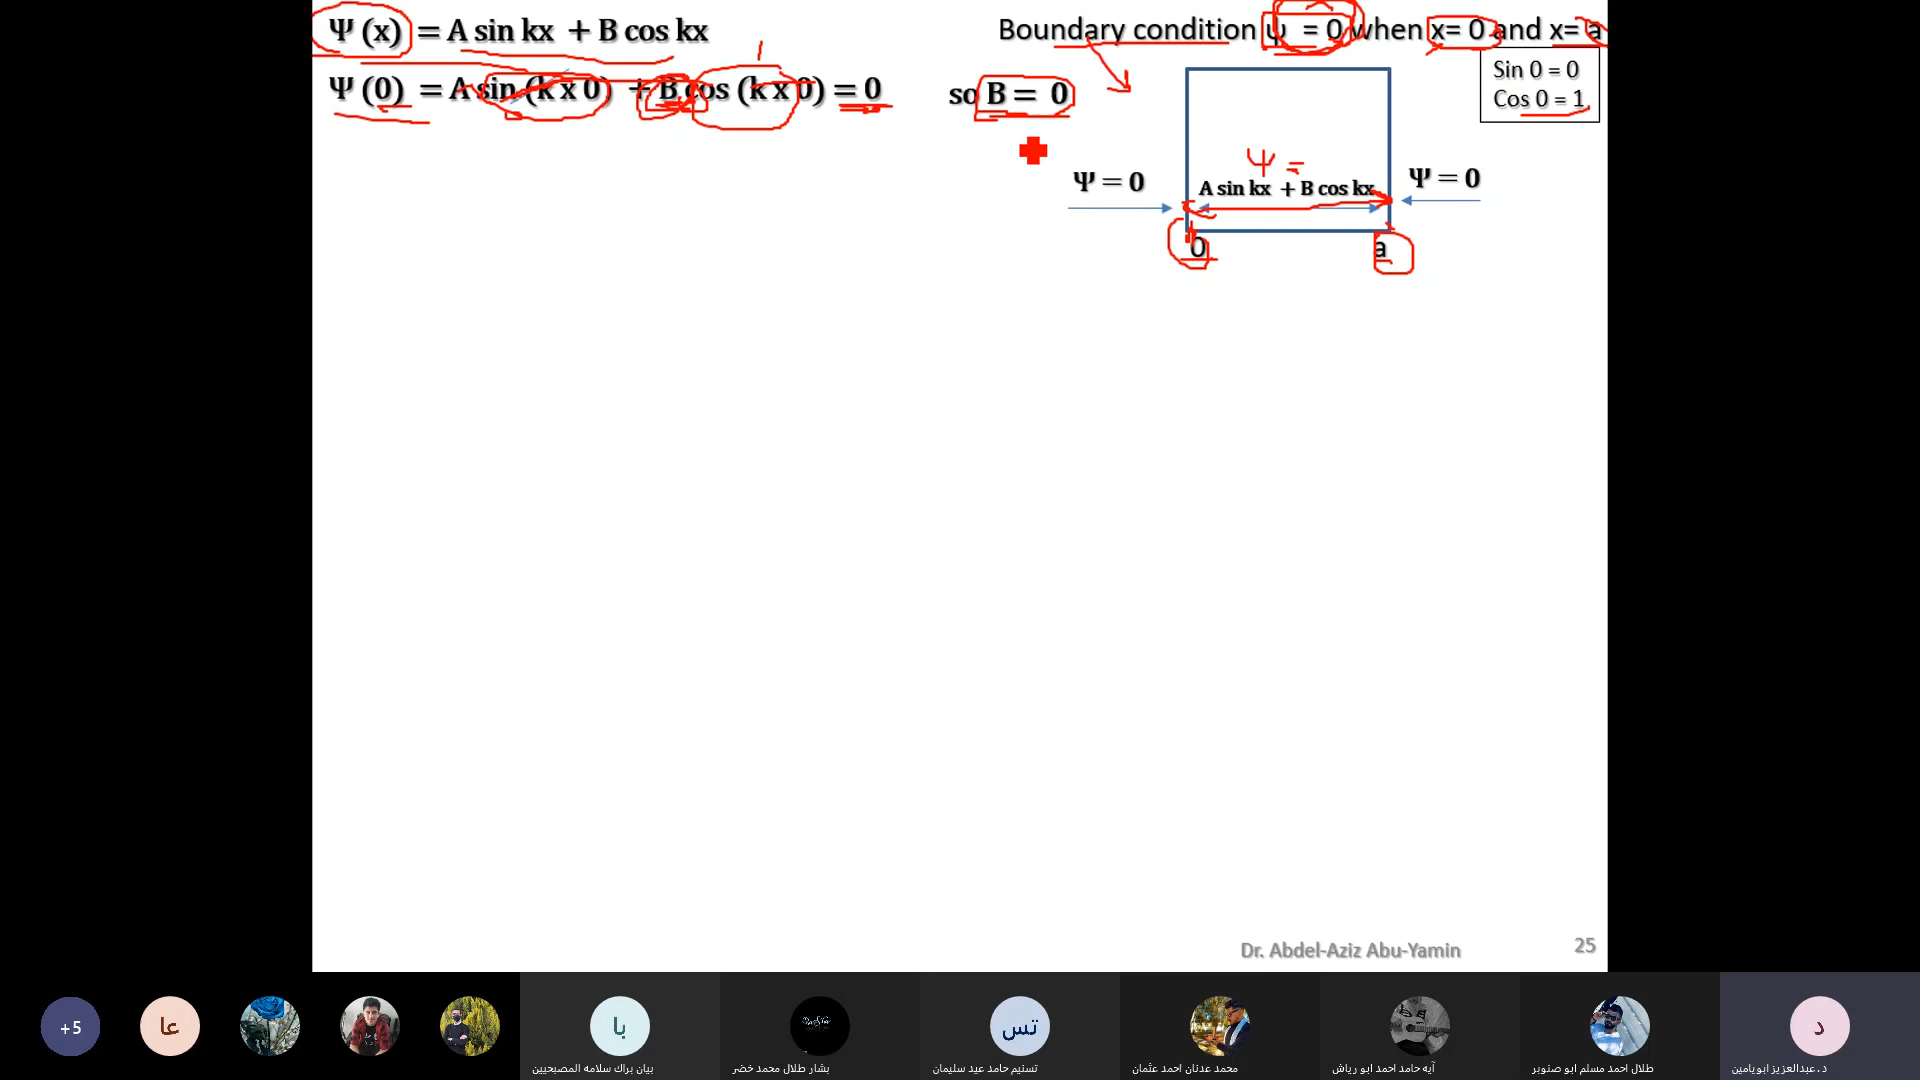 Ψ (x) = A sin kx + B cos kx
Boundary condition ψ = 0 when x= 0 and x= a
Ψ (0) = A sin (k x 0) + B cos (k x 0) = 0 so B = 0
1
Sin 0 = 0
Cos 0 = 1
Ψ =
Ψ = 0
A sin kx + B cos kx
Ψ = 0
0
a
Dr. Abdel-Aziz Abu-Yamin
25
+5
عا
با
تس
د
بيان براك سلامه المصبحيين
بشار طلال محمد خضر
تسنيم حامد عيد سليمان
محمد عدنان احمد عثمان
آيه حامد احمد ابو رياش
طلال احمد مسلم ابو صنوبر
د.عبدالعزيز ابويامين